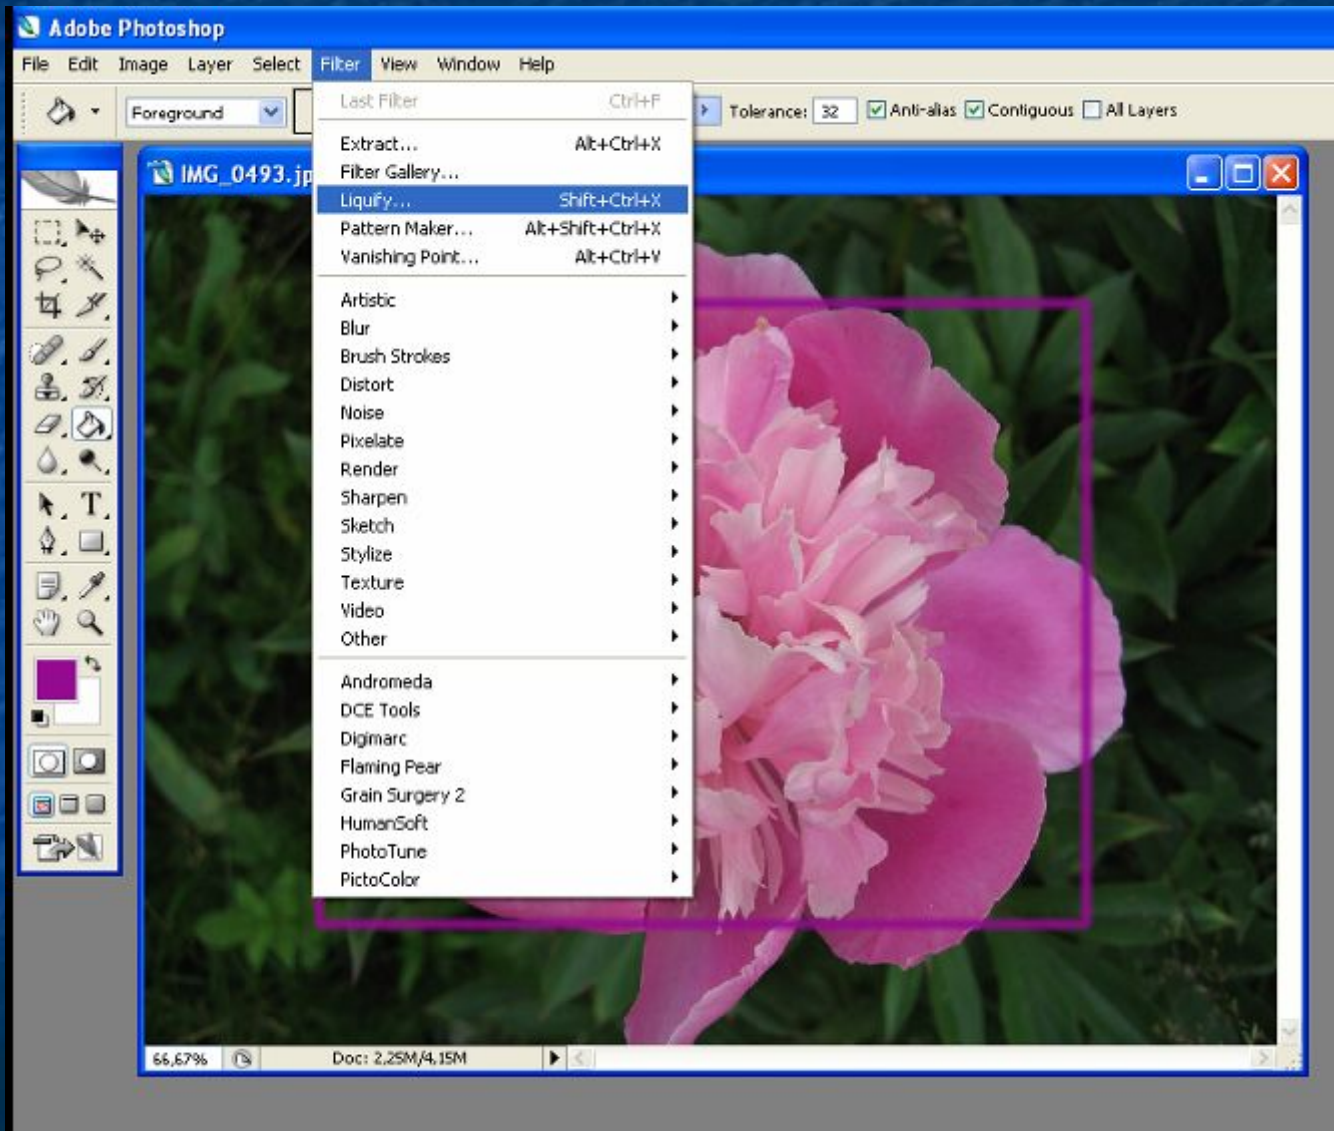 Adobe Photoshop
File Edit Image Layer Select Filter View Window Help
Foreground Tolerance: 32 Anti-alias Contiguous All Layers
IMG_0493.jp
Last Filter Ctrl+F
Extract... Alt+Ctrl+X
Filter Gallery...
Liquify... Shift+Ctrl+X
Pattern Maker... Alt+Shift+Ctrl+X
Vanishing Point... Alt+Ctrl+V
Artistic
Blur
Brush Strokes
Distort
Noise
Pixelate
Render
Sharpen
Sketch
Stylize
Texture
Video
Other
Andromeda
DCE Tools
Digimarc
Flaming Pear
Grain Surgery 2
HumanSoft
PhotoTune
PictoColor
T
66,67% Doc: 2,25M/4,15M